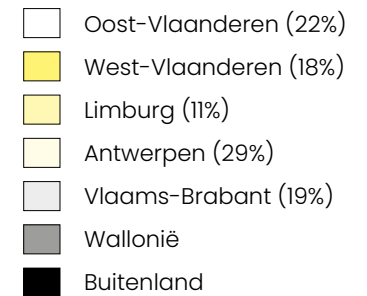 Oost-Vlaanderen (22%)
West-Vlaanderen (18%)
Limburg (11%)
Antwerpen (29%)
Vlaams-Brabant (19%)
Wallonië
Buitenland